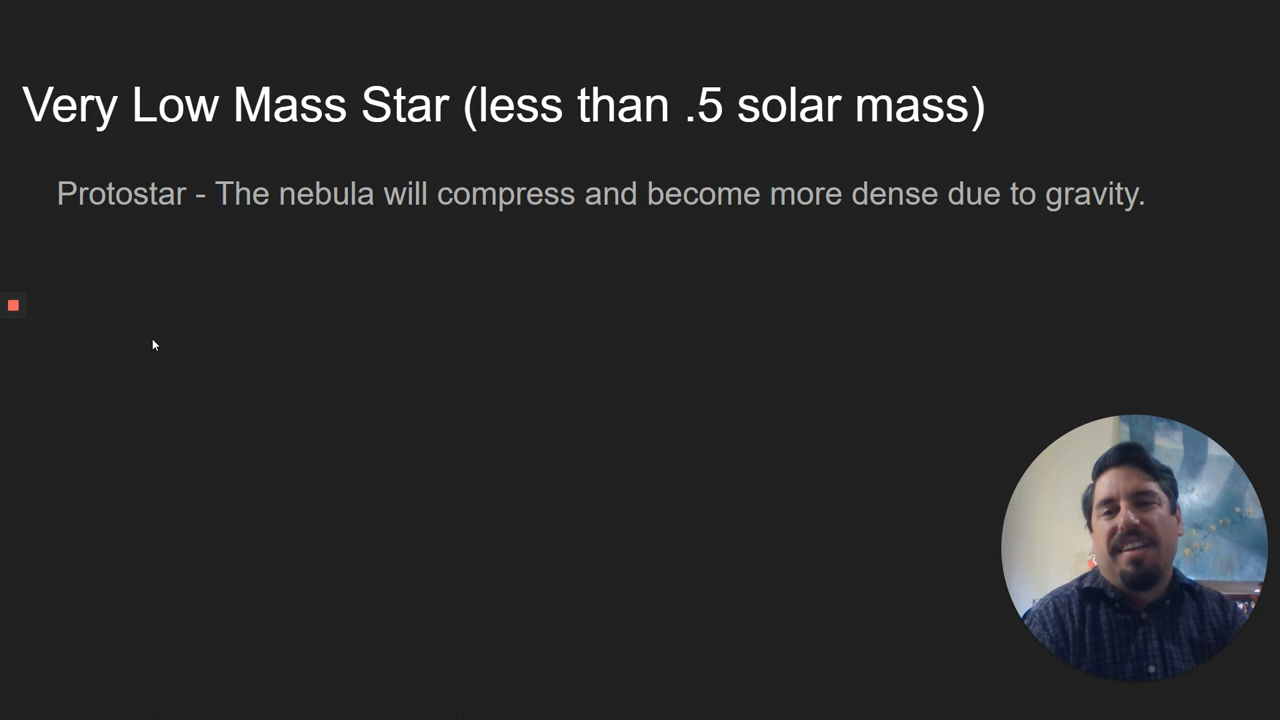 Very Low Mass Star (less than .5 solar mass)
Protostar - The nebula will compress and become more dense due to gravity.